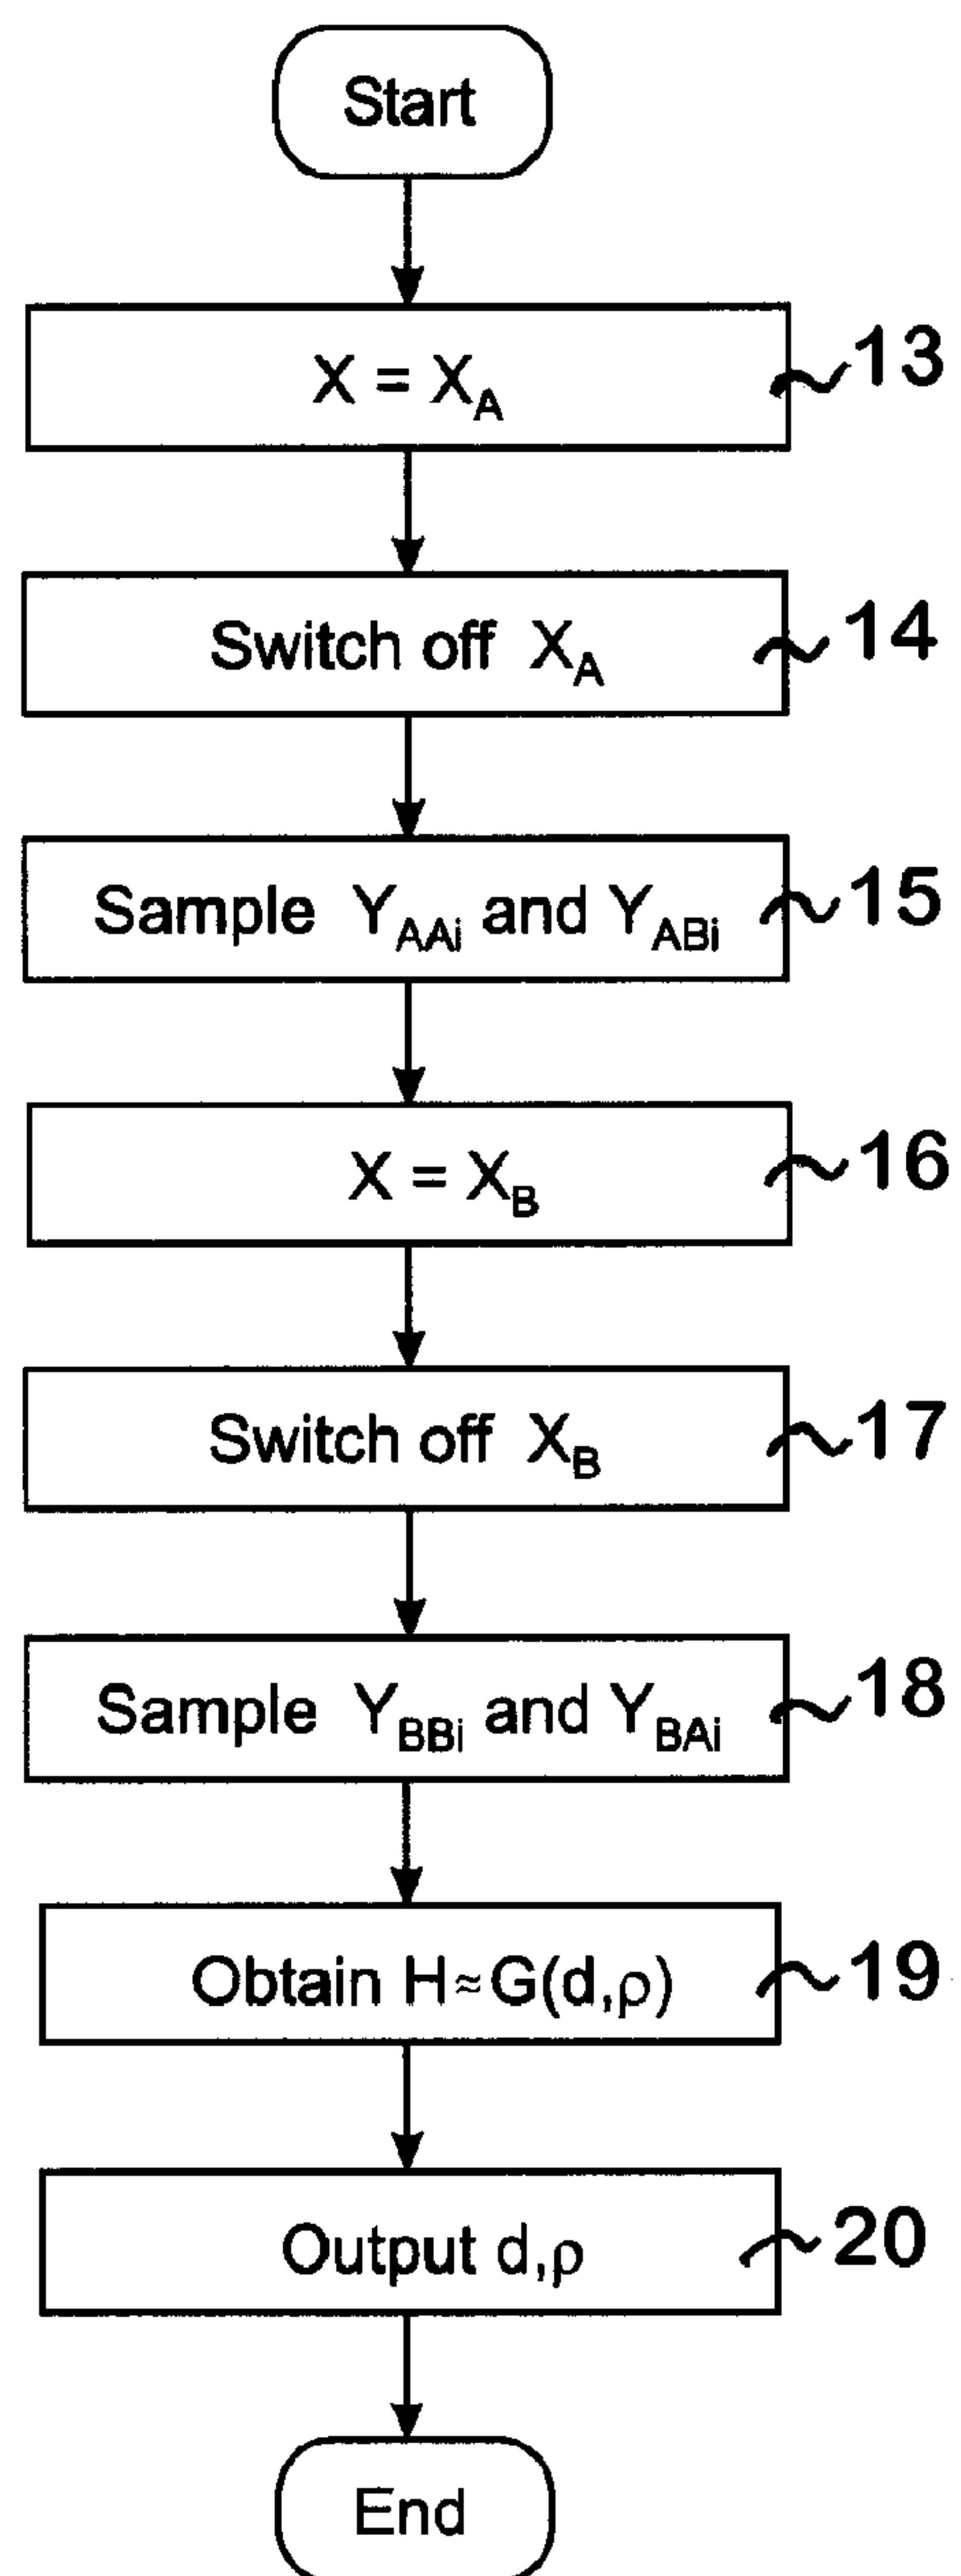 Start
X = X_A 13
Switch off X_A 14
Sample Y_AAi and Y_ABi 15
X = X_B 16
Switch off X_B 17
Sample Y_BBi and Y_BAi 18
Obtain H≈G(d,ρ) 19
Output d,ρ 20
End